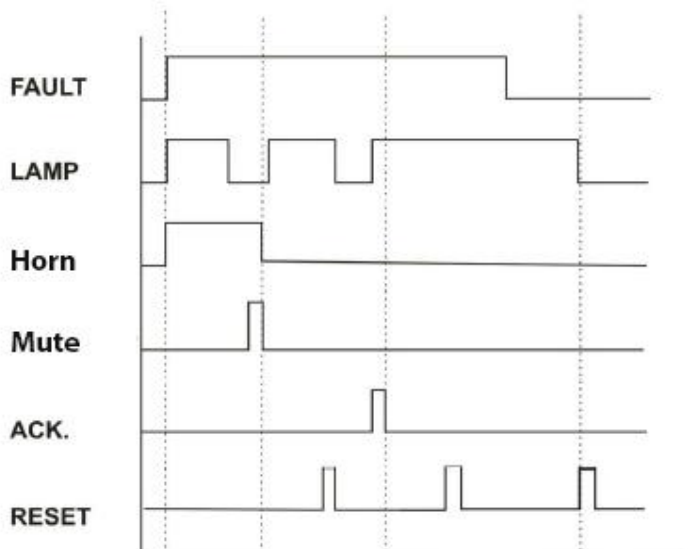 FAULT
LAMP
Horn
Mute
ACK.
RESET